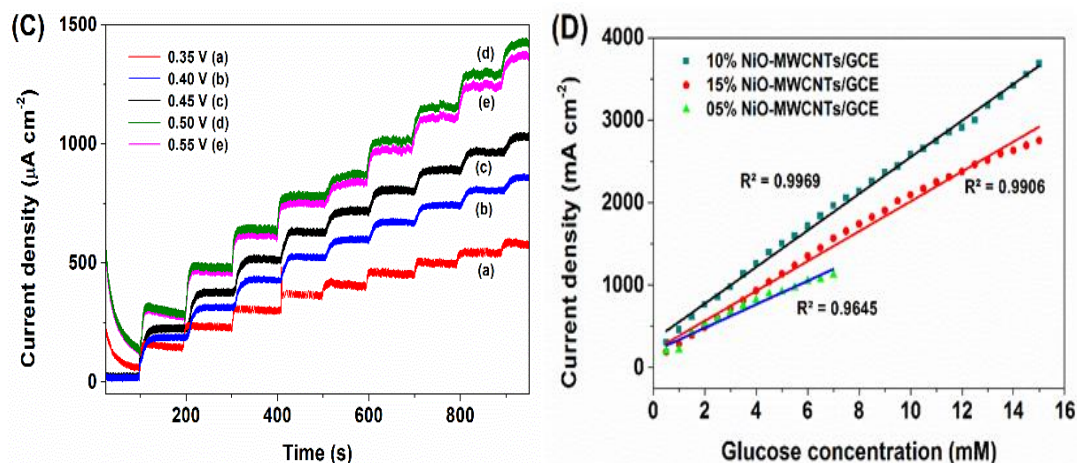 (C)
1500
1000
500
0
Current density (µA cm⁻²)
0.35 V (a)
0.40 V (b)
0.45 V (c)
0.50 V (d)
0.55 V (e)
(d)
(e)
(c)
(b)
(a)
200 400 600 800
Time (s)
(D)
4000
3000
2000
1000
0
Current density (mA cm⁻²)
10% NiO-MWCNTs/GCE
15% NiO-MWCNTs/GCE
05% NiO-MWCNTs/GCE
R² = 0.9969
R² = 0.9906
R² = 0.9645
0 2 4 6 8 10 12 14 16
Glucose concentration (mM)